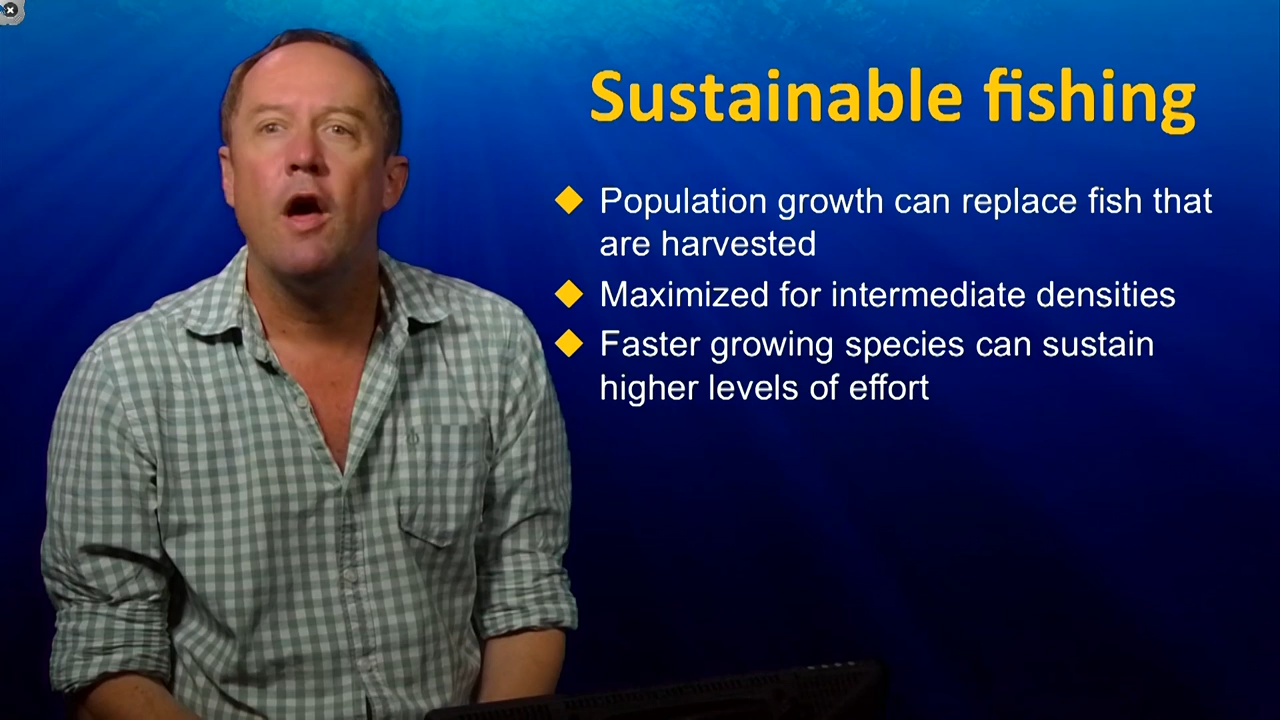 Sustainable fishing
Population growth can replace fish that
are harvested
Maximized for intermediate densities
Faster growing species can sustain
higher levels of effort